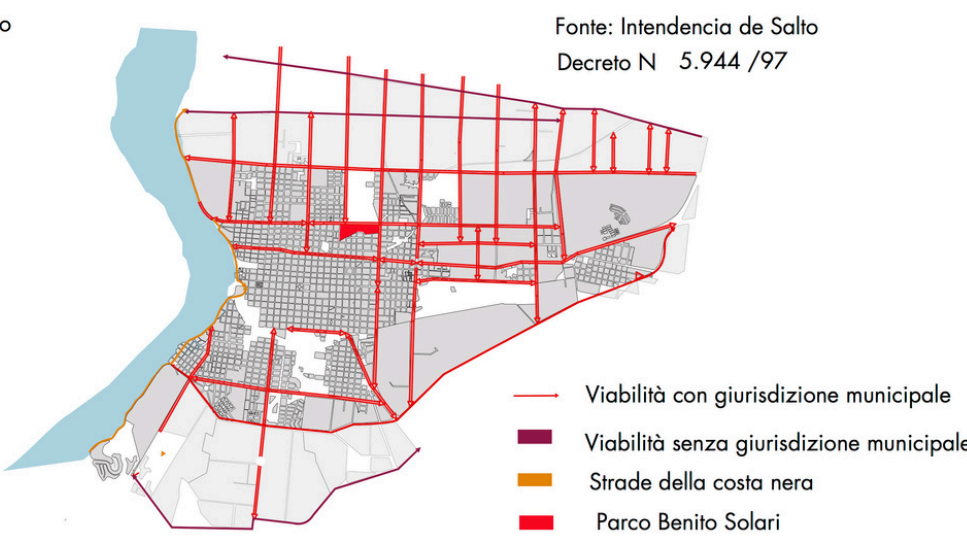 o
Fonte: Intendencia de Salto
Decreto N 5.944 /97
Viabilità con giurisdizione municipale
Viabilità senza giurisdizione municipale
Strade della costa nera
Parco Benito Solari